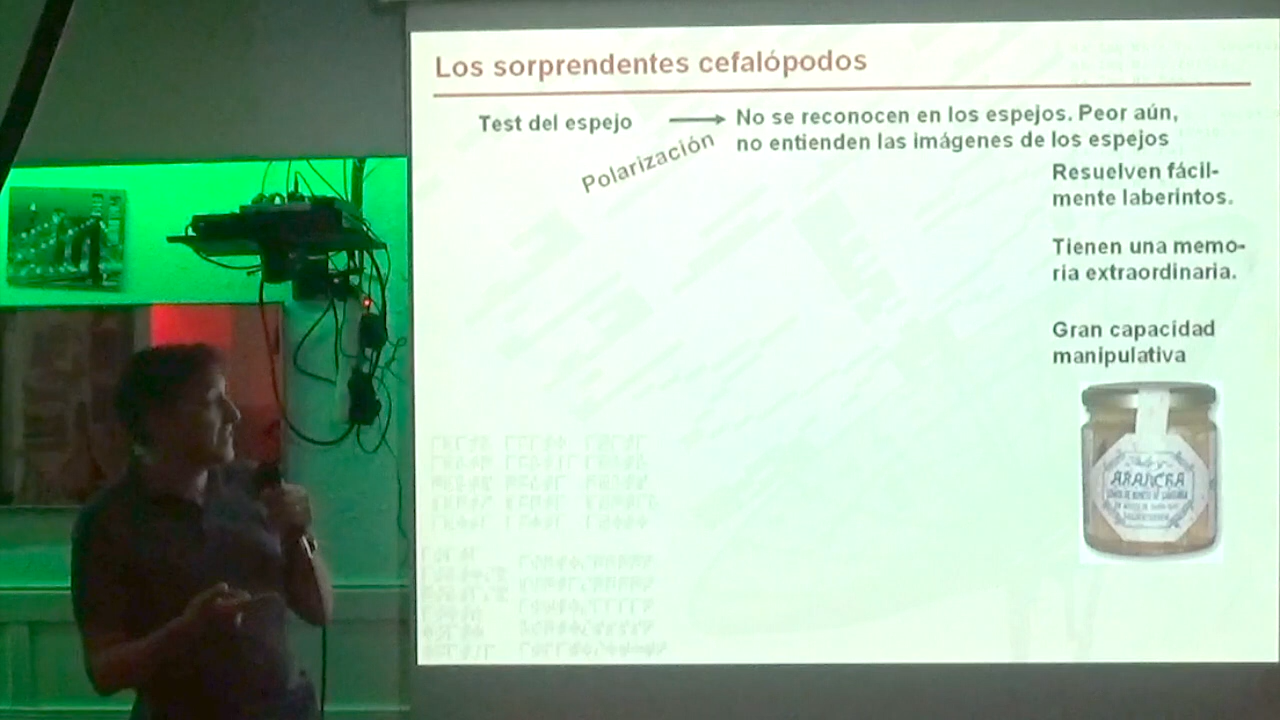 Los sorprendentes cefalópodos
Test del espejo
No se reconocen en los espejos. Peor aún,
no entienden las imágenes de los espejos
Polarización
Resuelven fácil-
mente laberintos.
Tienen una memo-
ria extraordinaria.
Gran capacidad
manipulativa